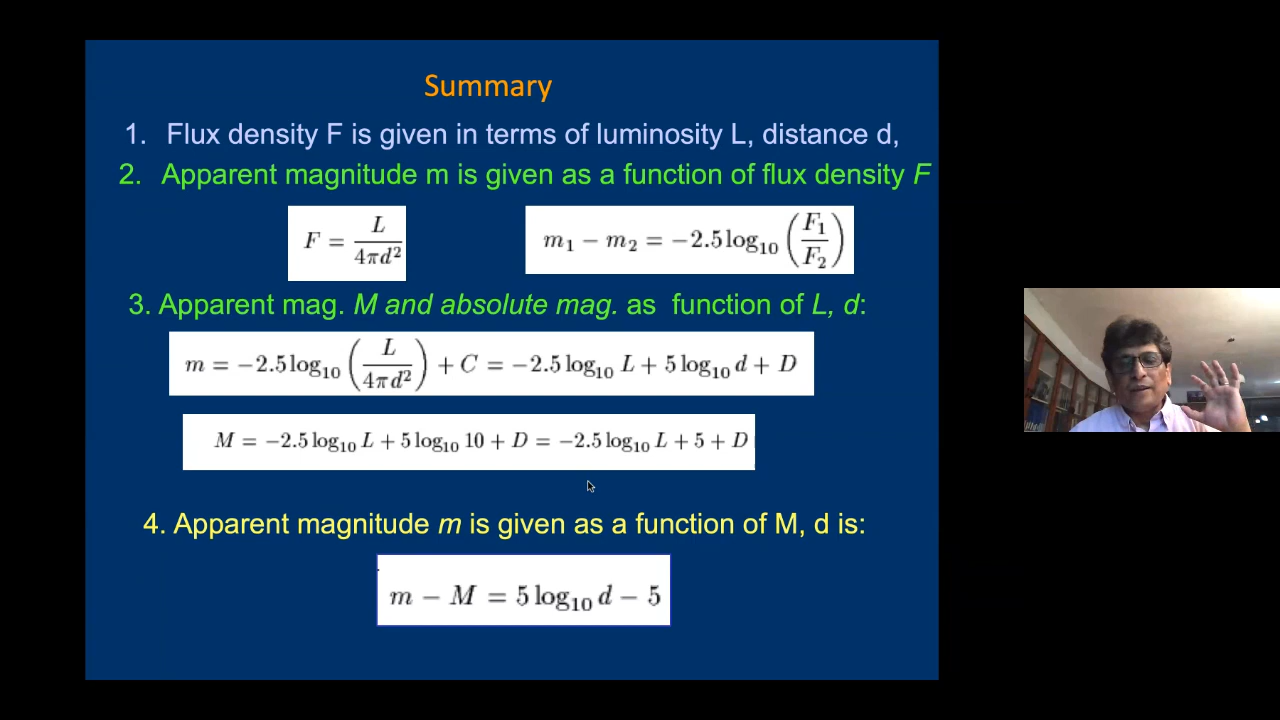 Summary
1. Flux density F is given in terms of luminosity L, distance d,
2. Apparent magnitude m is given as a function of flux density F
F = L / 4πd²
m₁ − m₂ = −2.5 log₁₀ (F₁ / F₂)
3. Apparent mag. M and absolute mag. as function of L, d:
m = −2.5 log₁₀ (L / 4πd²) + C = −2.5 log₁₀ L + 5 log₁₀ d + D
M = −2.5 log₁₀ L + 5 log₁₀ 10 + D = −2.5 log₁₀ L + 5 + D
4. Apparent magnitude m is given as a function of M, d is:
m − M = 5 log₁₀ d − 5